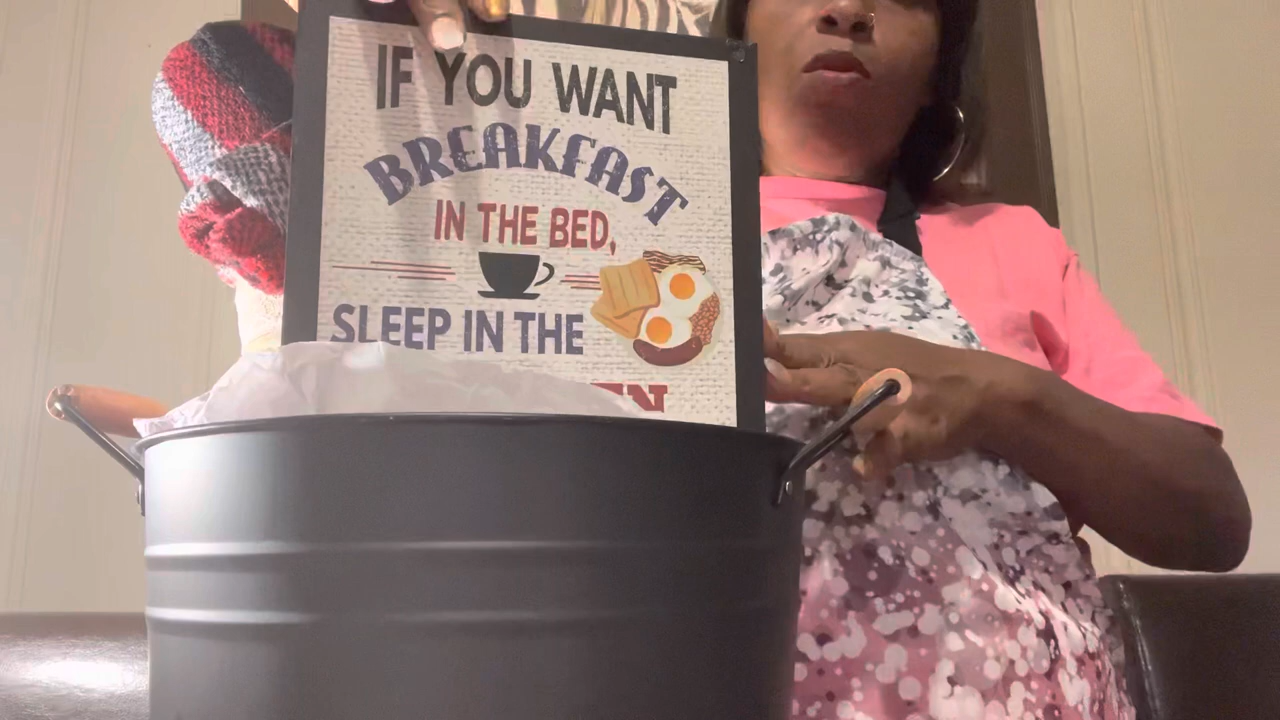 IF YOU WANT
BREAKFAST
IN THE BED,
SLEEP IN THE